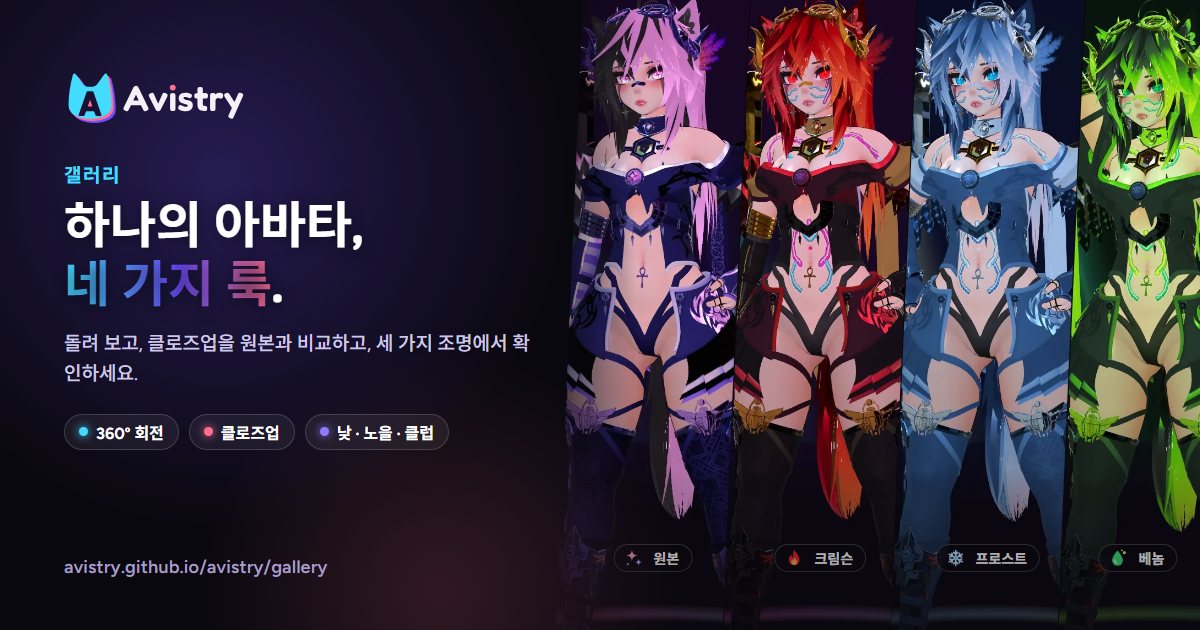 Avistry
갤러리
하나의 아바타,
네 가지 룩.
돌려 보고, 클로즈업을 원본과 비교하고, 세 가지 조명에서 확
인하세요.
360° 회전
클로즈업
낮 · 노을 · 클럽
avistry.github.io/avistry/gallery
원본
크림슨
프로스트
베놈